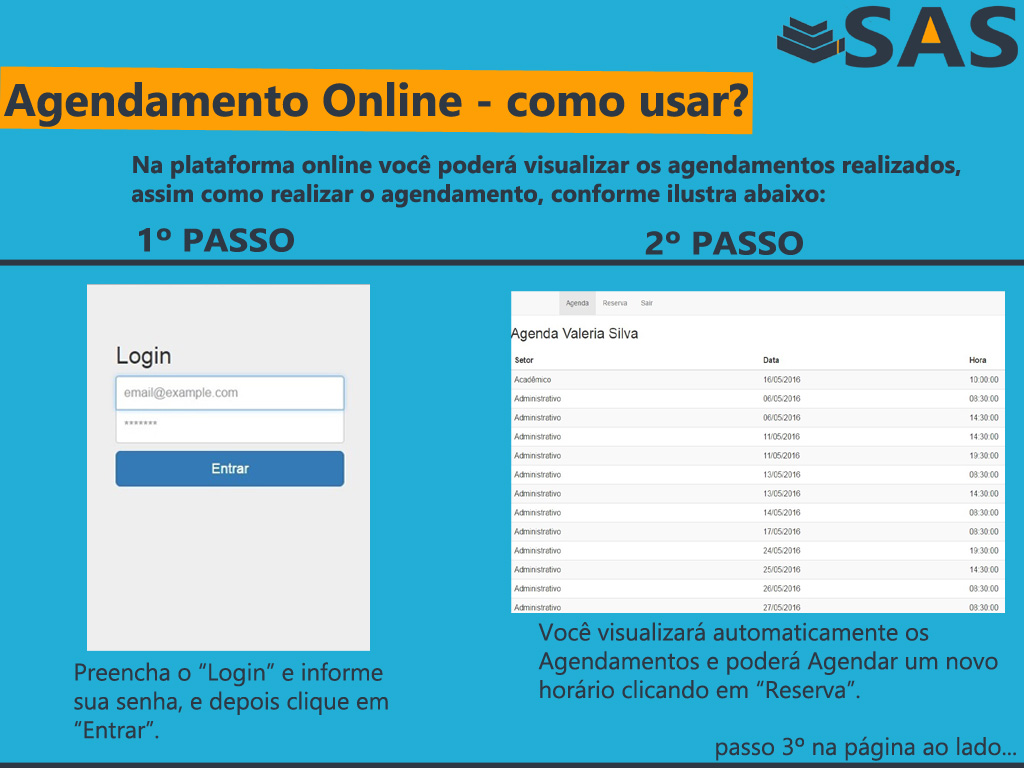 SAS
Agendamento Online - como usar?
Na plataforma online você poderá visualizar os agendamentos realizados,
assim como realizar o agendamento, conforme ilustra abaixo:
1º PASSO
2º PASSO
Login
email@example.com
*******
Entrar
Preencha o “Login” e informe
sua senha, e depois clique em
“Entrar”.
Agenda Reserva Sair
Agenda Valeria Silva
Setor Data Hora
Acadêmico 16/05/2016 10:00:00
Administrativo 06/05/2016 08:30:00
Administrativo 06/05/2016 14:30:00
Administrativo 11/05/2016 14:30:00
Administrativo 11/05/2016 19:30:00
Administrativo 13/05/2016 08:30:00
Administrativo 13/05/2016 14:30:00
Administrativo 14/05/2016 08:30:00
Administrativo 17/05/2016 08:30:00
Administrativo 24/05/2016 19:30:00
Administrativo 25/05/2016 14:30:00
Administrativo 26/05/2016 08:30:00
Administrativo 27/05/2016 08:30:00
Você visualizará automaticamente os
Agendamentos e poderá Agendar um novo
horário clicando em “Reserva”.
passo 3º na página ao lado...